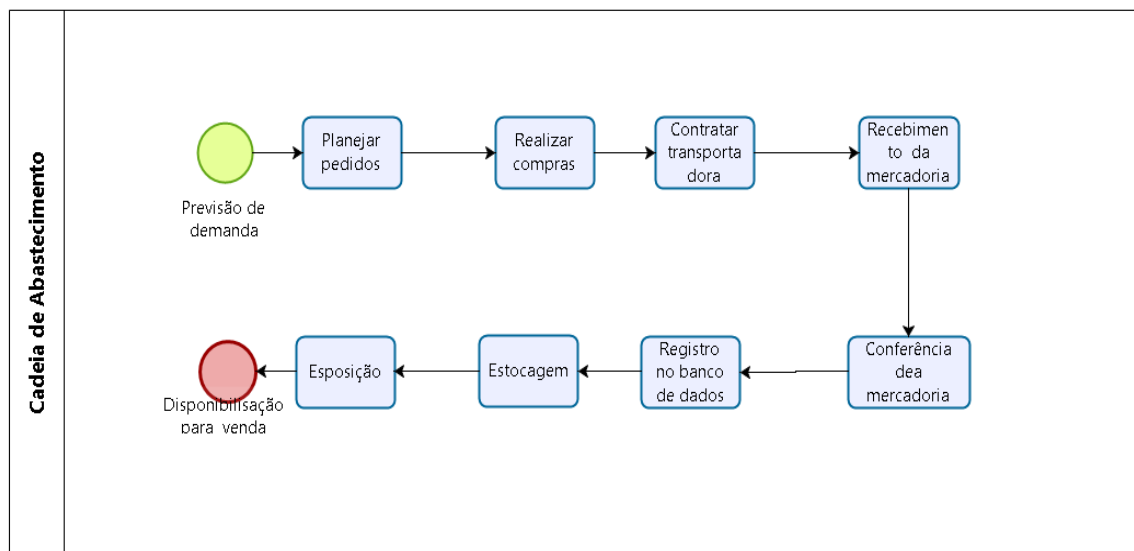 Cadeia de Abastecimento
Previsão de
demanda
Planejar
pedidos
Realizar
compras
Contratar
transporta
dora
Recebimen
to da
mercadoria
Conferência
dea
mercadoria
Registro
no banco
de dados
Estocagem
Esposição
Disponibilisação
para venda